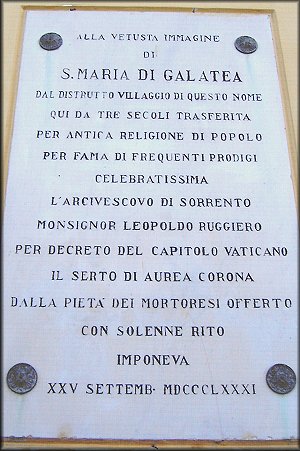 ALLA VETUSTA IMMAGINE
DI
S. MARIA DI GALATEA
DAL DISTRUTTO VILLAGGIO DI QUESTO NOME
QUI DA TRE SECOLI TRASFERITA
PER ANTICA RELIGIONE DI POPOLO
PER FAMA DI FREQUENTI PRODIGI
CELEBRATISSIMA
L'ARCIVESCOVO DI SORRENTO
MONSIGNOR LEOPOLDO RUGGIERO
PER DECRETO DEL CAPITOLO VATICANO
IL SERTO DI AUREA CORONA
DALLA PIETA' DEI MORTORESI OFFERTO
CON SOLENNE RITO
IMPONEVA
XXV SETTEMB· MDCCCLXXXI